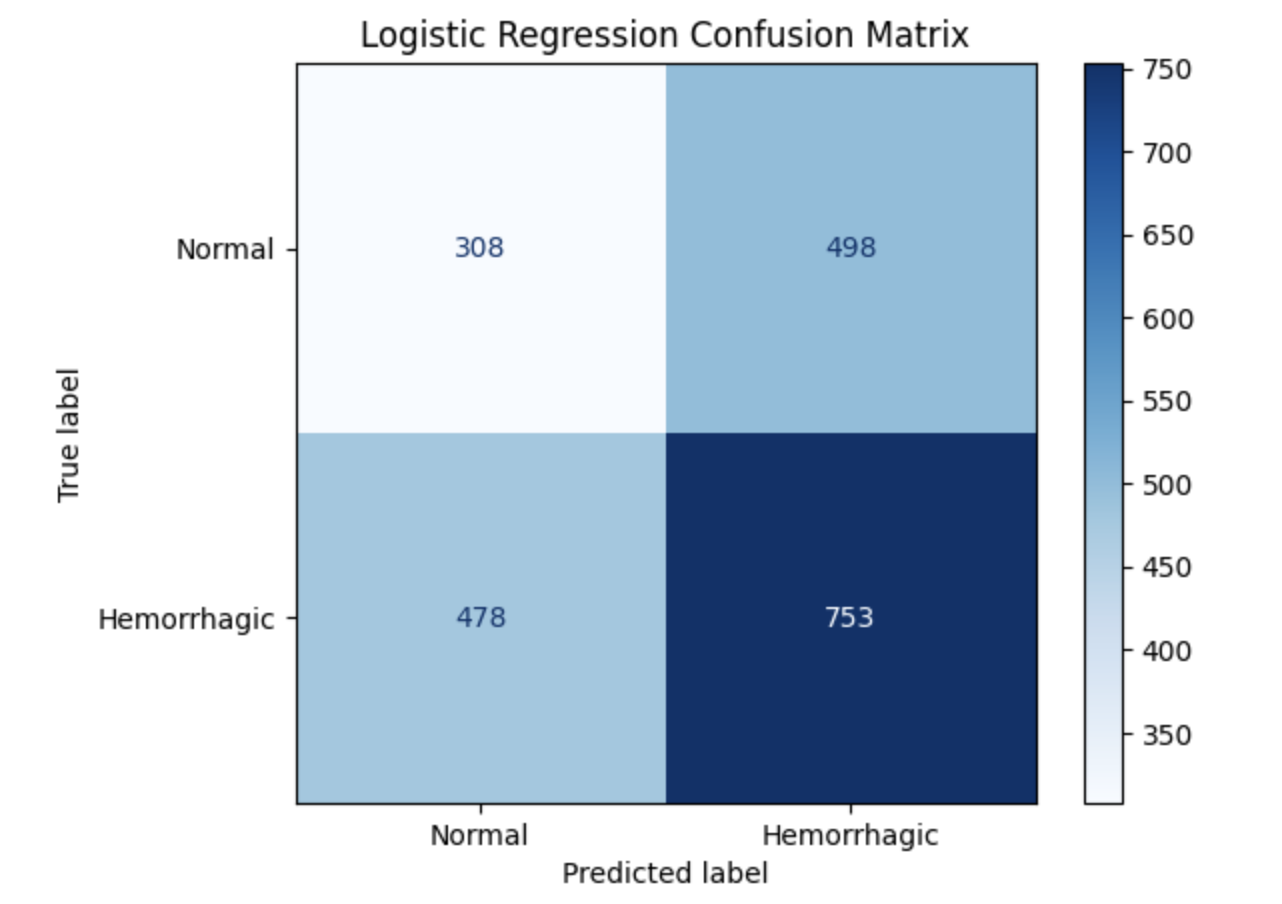 Logistic Regression Confusion Matrix
True label
Normal
Hemorrhagic
308
498
478
753
Normal
Hemorrhagic
Predicted label
750
700
650
600
550
500
450
400
350